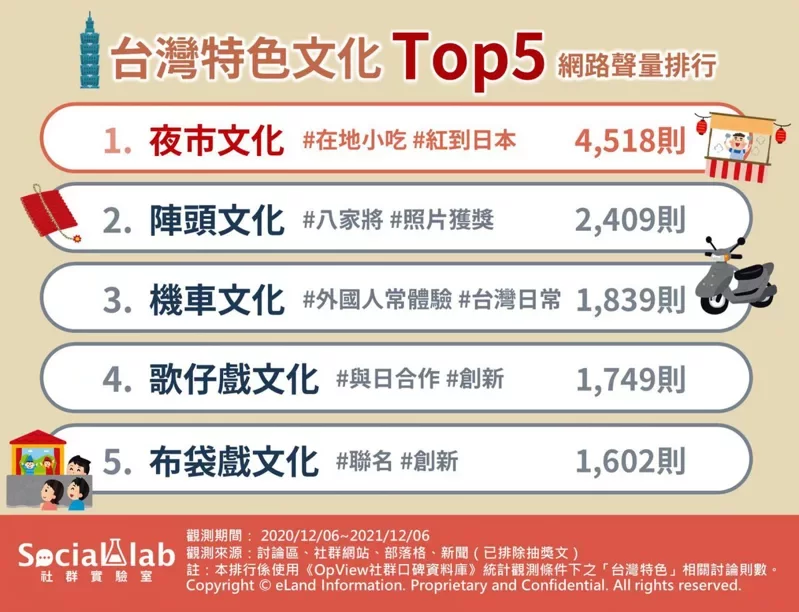 台灣特色文化 Top5 網路聲量排行
1. 夜市文化 #在地小吃 #紅到日本 4,518則
2. 陣頭文化 #八家將 #照片獲獎 2,409則
3. 機車文化 #外國人常體驗 #台灣日常 1,839則
4. 歌仔戲文化 #與日合作 #創新 1,749則
5. 布袋戲文化 #聯名 #創新 1,602則
Social lab
社群實驗室
觀測期間： 2020/12/06~2021/12/06
觀測來源：討論區、社群網站、部落格、新聞（已排除抽獎文）
註：本排行係使用《OpView社群口碑資料庫》統計觀測條件下之「台灣特色」相關討論則數。
Copyright © eLand Information. Proprietary and Confidential. All rights reserved.